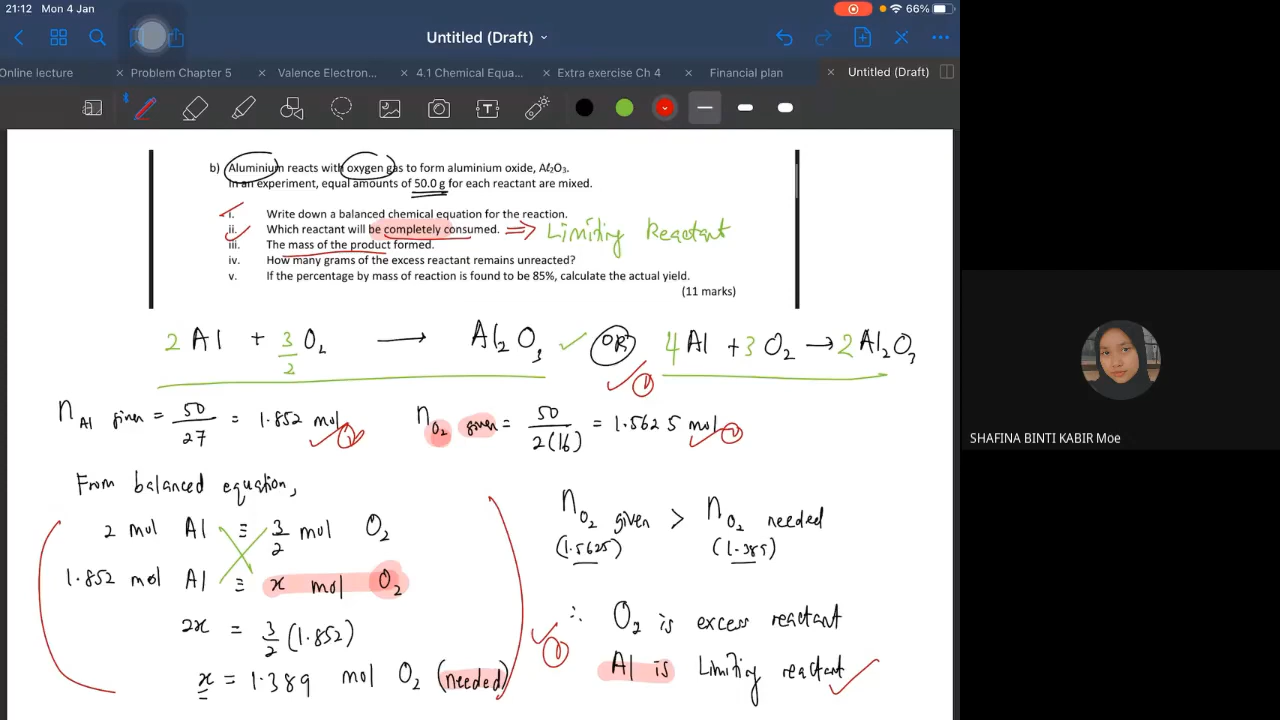 21:12 Mon 4 Jan 66%
Untitled (Draft)
Online lecture × Problem Chapter 5 × Valence Electron... × 4.1 Chemical Equa... × Extra exercise Ch 4 × Financial plan × Untitled (Draft)
b) Aluminium reacts with oxygen gas to form aluminium oxide, Al₂O₃.
In an experiment, equal amounts of 50.0 g for each reactant are mixed.
i. Write down a balanced chemical equation for the reaction.
ii. Which reactant will be completely consumed. ⇒ Limiting Reactant
iii. The mass of the product formed.
iv. How many grams of the excess reactant remains unreacted?
v. If the percentage by mass of reaction is found to be 85%, calculate the actual yield.
(11 marks)
2 Al + 3/2 O₂ → Al₂O₃ ✓ OR 4 Al + 3 O₂ → 2 Al₂O₃
✓ 1
n Al given = 50/27 = 1.852 mol ✓ 1
n O₂ given = 50/2(16) = 1.5625 mol ✓ 1
From balanced equation,
2 mol Al ≡ 3/2 mol O₂
1.852 mol Al ≡ x mol O₂
2x = 3/2 (1.852)
x = 1.389 mol O₂ (needed)
n O₂ given > n O₂ needed
(1.5625) (1.389)
∴ O₂ is excess reactant
✓ 1 Al is Limiting reactant ✓
SHAFINA BINTI KABIR Moe